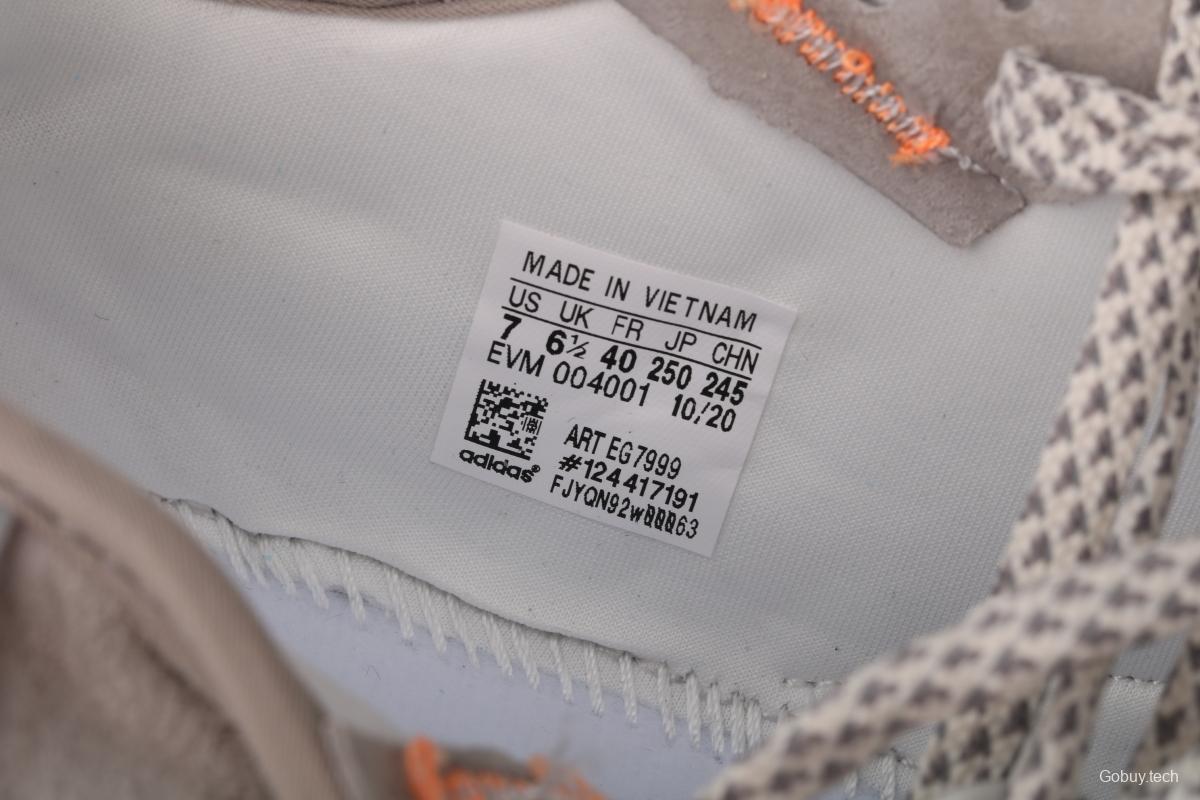 MADE IN VIETNAM
US UK FR JP CHN
7 6½ 40 250 245
EVM 004001 10/20
ART EG7999
#124417191
adidas®
Gobuy.tech